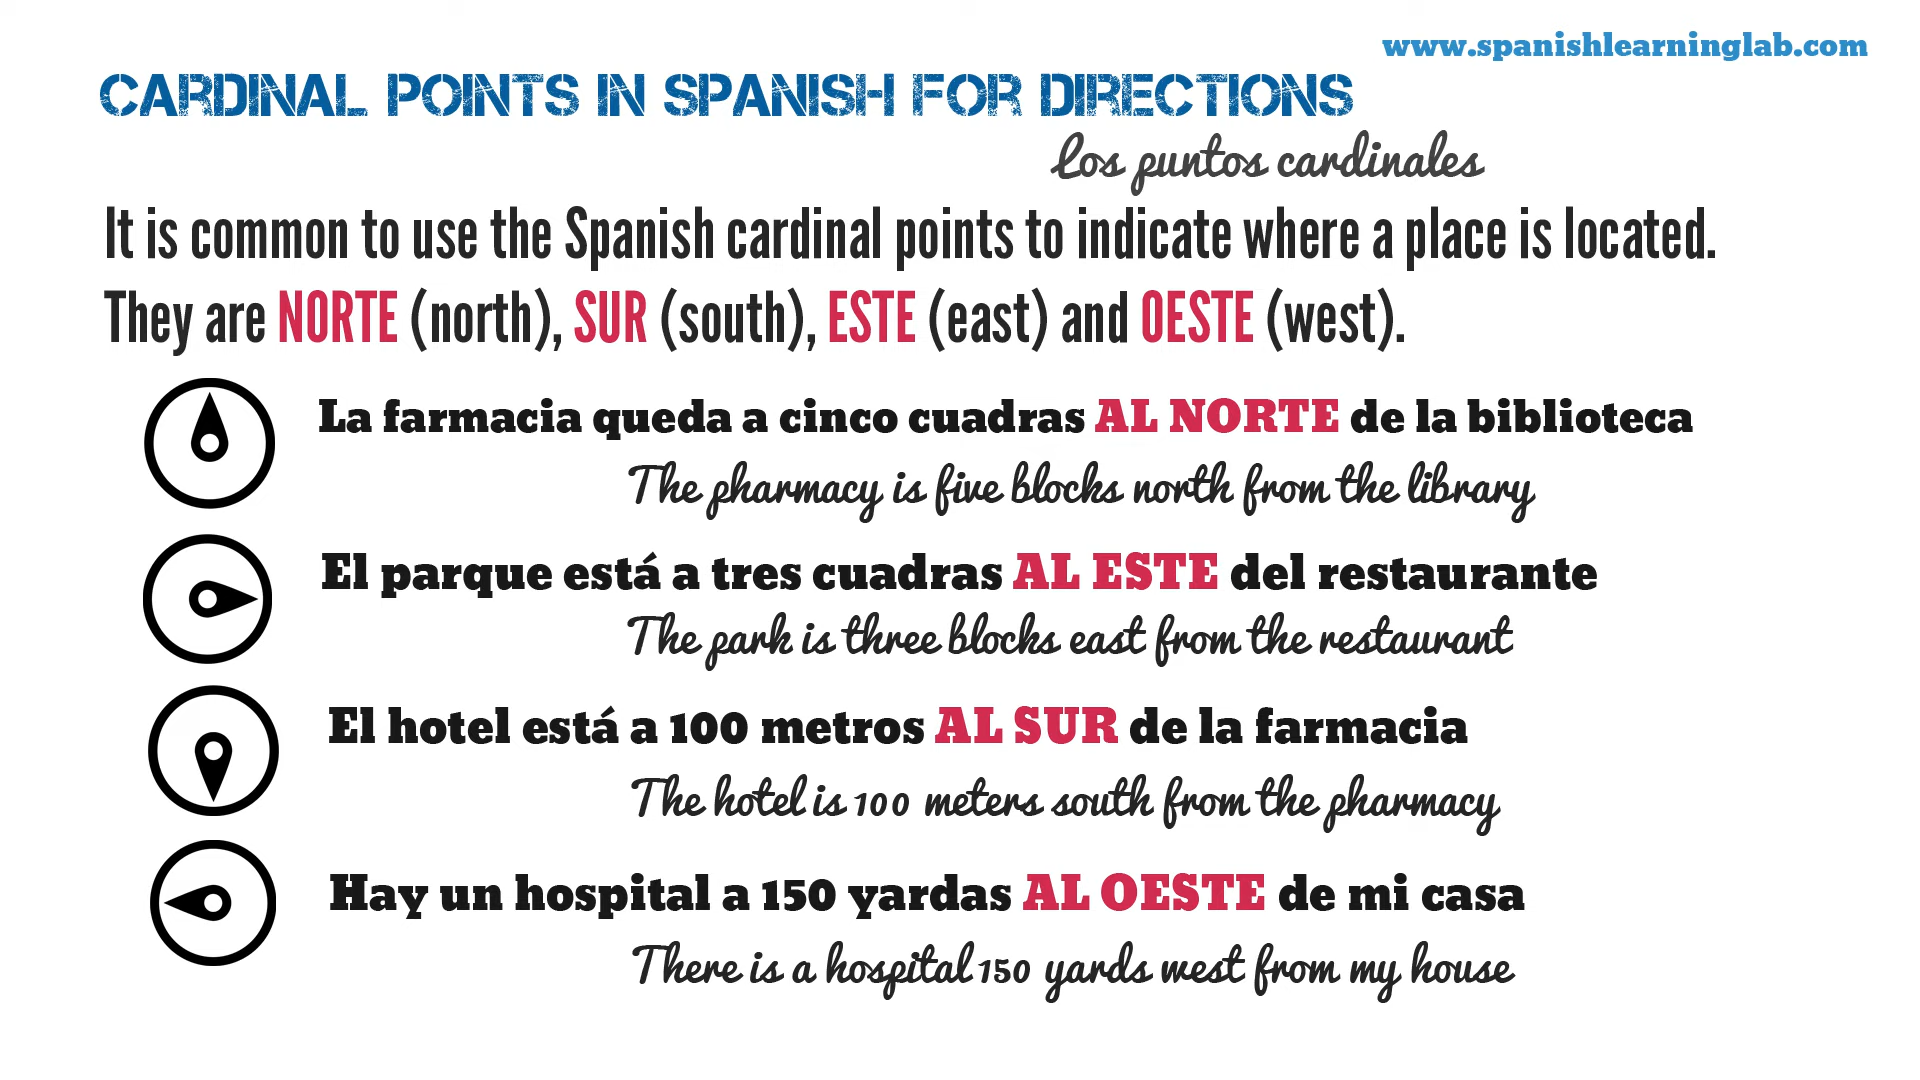 www.spanishlearninglab.com
CARDINAL POINTS IN SPANISH FOR DIRECTIONS
Los puntos cardinales
It is common to use the Spanish cardinal points to indicate where a place is located.
They are NORTE (north), SUR (south), ESTE (east) and OESTE (west).
La farmacia queda a cinco cuadras AL NORTE de la biblioteca
The pharmacy is five blocks north from the library
El parque está a tres cuadras AL ESTE del restaurante
The park is three blocks east from the restaurant
El hotel está a 100 metros AL SUR de la farmacia
The hotel is 100 meters south from the pharmacy
Hay un hospital a 150 yardas AL OESTE de mi casa
There is a hospital 150 yards west from my house